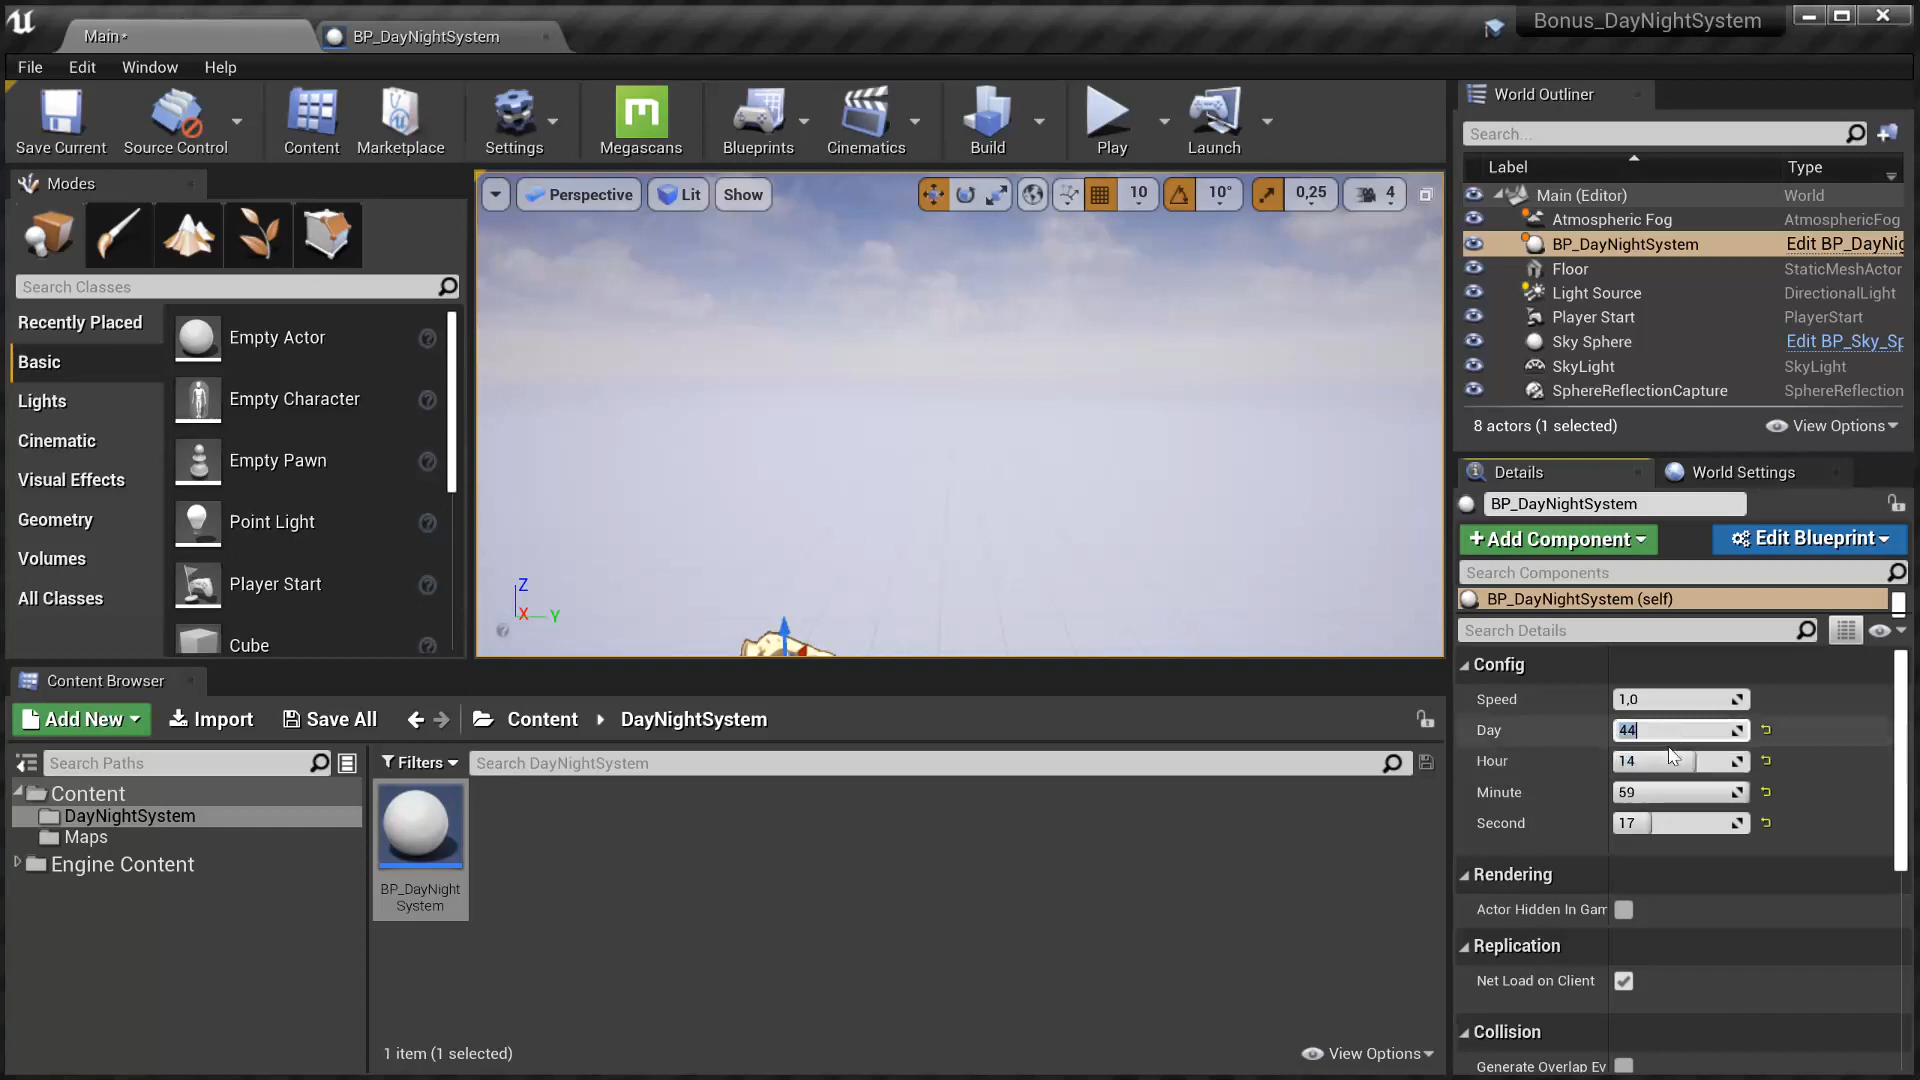 Main*
BP_DayNightSystem
Bonus_DayNightSystem
File Edit Window Help
Save Current
Source Control
Content
Marketplace
Settings
Megascans
Blueprints
Cinematics
Build
Play
Launch
Modes
Search Classes
Recently Placed
Basic
Lights
Cinematic
Visual Effects
Geometry
Volumes
All Classes
Empty Actor
Empty Character
Empty Pawn
Point Light
Player Start
Cube
Perspective
Lit
Show
10
10°
0,25
4
Z
X
Y
World Outliner
Search...
Label Type
Main (Editor) World
Atmospheric Fog AtmosphericFog
BP_DayNightSystem Edit BP_DayNig
Floor StaticMeshActor
Light Source DirectionalLight
Player Start PlayerStart
Sky Sphere Edit BP_Sky_Sp
SkyLight SkyLight
SphereReflectionCapture SphereReflection
8 actors (1 selected) View Options
Details World Settings
BP_DayNightSystem
+Add Component Edit Blueprint
Search Components
BP_DayNightSystem (self)
Search Details
Config
Speed 1,0
Day 44
Hour 14
Minute 59
Second 17
Rendering
Actor Hidden In Gam
Replication
Net Load on Client
Collision
Generate Overlap Ev
Content Browser
Add New Import Save All Content DayNightSystem
Search Paths
Filters Search DayNightSystem
Content
DayNightSystem
Maps
Engine Content
BP_DayNight
System
1 item (1 selected) View Options